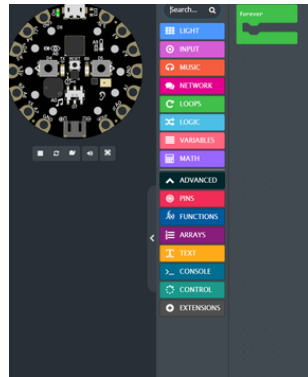 Search...
forever
LIGHT
INPUT
MUSIC
NETWORK
LOOPS
LOGIC
VARIABLES
MATH
ADVANCED
PINS
FUNCTIONS
ARRAYS
TEXT
CONSOLE
CONTROL
EXTENSIONS